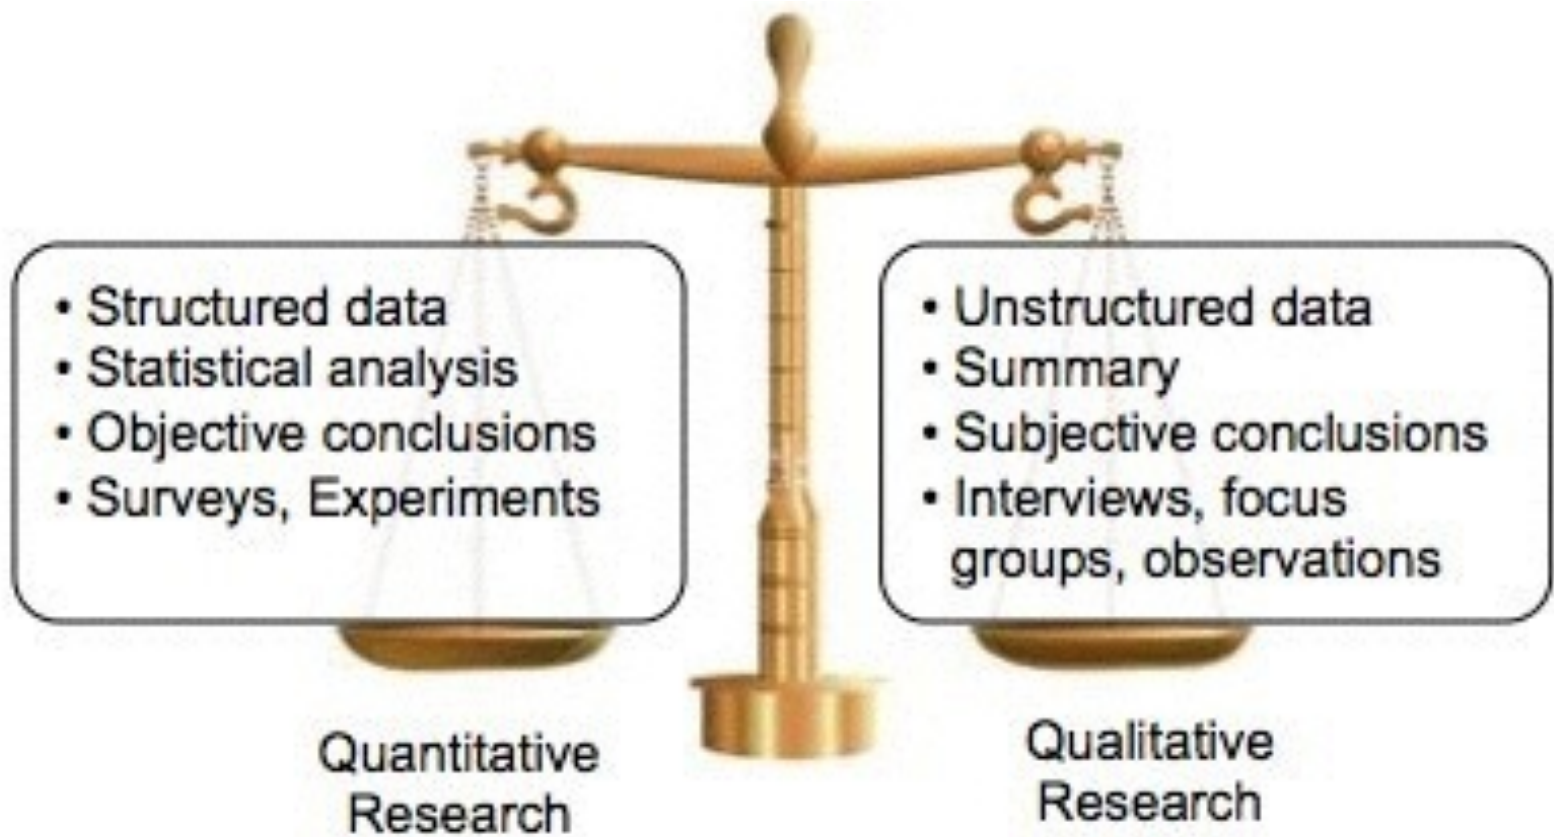 • Structured data
• Statistical analysis
• Objective conclusions
• Surveys, Experiments
Quantitative
Research
• Unstructured data
• Summary
• Subjective conclusions
• Interviews, focus
groups, observations
Qualitative
Research